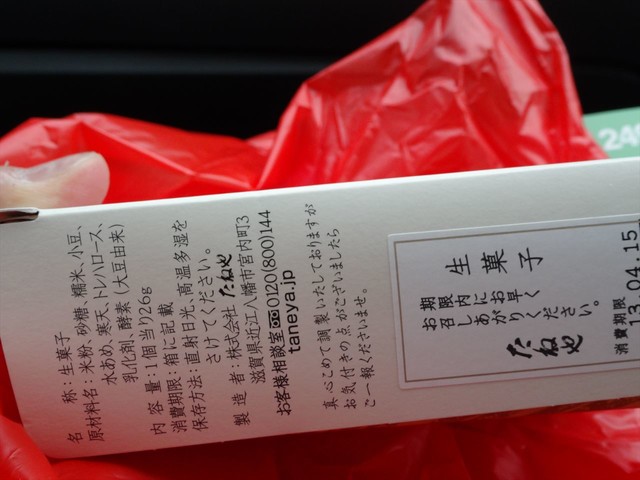 名　　称：生菓子
原材料名：米粉、砂糖、糯米、小豆、
水あめ、寒天、トレハロース、
乳化剤、酵素（大豆由来）
内 容 量：1個当り26g
消費期限：箱に記載
保存方法：直射日光、高温多湿を
さけてください。
製 造 者：株式会社 たねや
滋賀県近江八幡市宮内町3
お客様相談室 0120(800)144
taneya.jp
真心こめて調製いたしておりますが
お気付きの点がございましたら
ご一報くださいませ。
生菓子
お期限内にお早く
召しあがりください。
たねや
消費期限
13.04.15
24